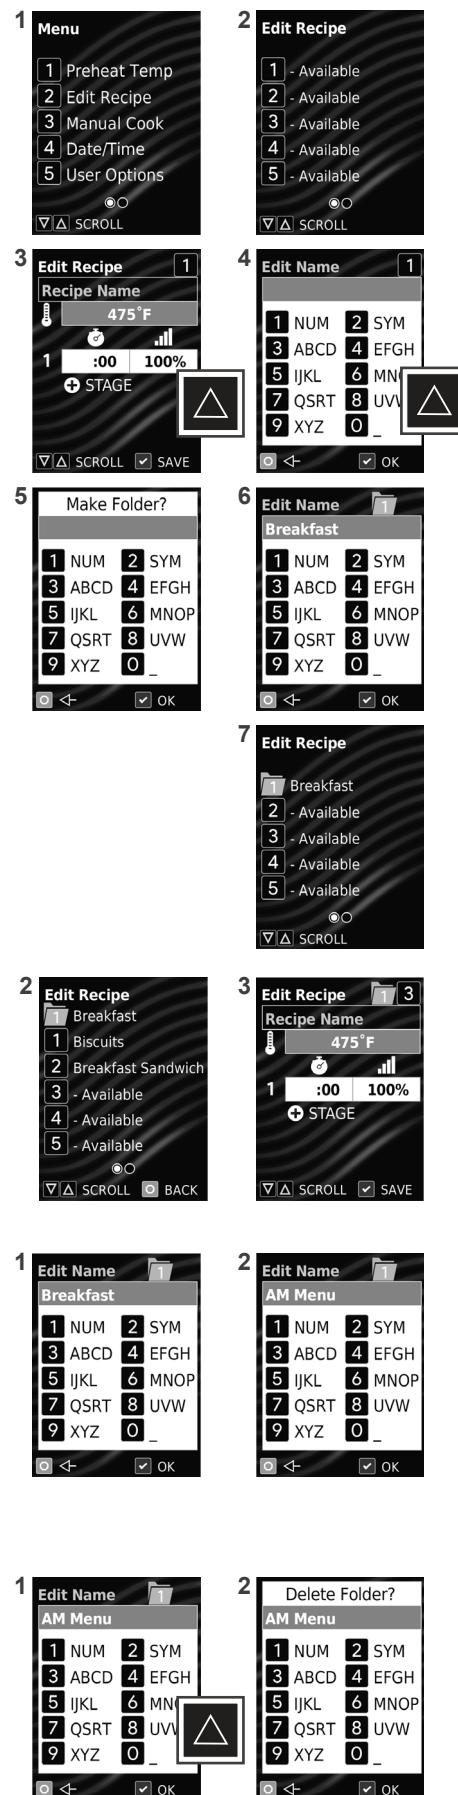 1
Menu
1 Preheat Temp
2 Edit Recipe
3 Manual Cook
4 Date/Time
5 User Options
SCROLL
2
Edit Recipe
1 - Available
2 - Available
3 - Available
4 - Available
5 - Available
SCROLL
3
Edit Recipe 1
Recipe Name
475°F
1 :00 100%
STAGE
SCROLL SAVE
4
Edit Name 1
1 NUM 2 SYM
3 ABCD 4 EFGH
5 IJKL 6
7 QSRT 8
9 XYZ 0 _
OK
5
Make Folder?
1 NUM 2 SYM
3 ABCD 4 EFGH
5 IJKL 6 MNOP
7 QSRT 8 UVW
9 XYZ 0 _
OK
6
Edit Name 1
Breakfast
1 NUM 2 SYM
3 ABCD 4 EFGH
5 IJKL 6 MNOP
7 QSRT 8 UVW
9 XYZ 0 _
OK
7
Edit Recipe
1 Breakfast
2 - Available
3 - Available
4 - Available
5 - Available
SCROLL
2
Edit Recipe
1 Breakfast
1 Biscuits
2 Breakfast Sandwich
3 - Available
4 - Available
5 - Available
SCROLL BACK
3
Edit Recipe 1 3
Recipe Name
475°F
1 :00 100%
STAGE
SCROLL SAVE
1
Edit Name 1
Breakfast
1 NUM 2 SYM
3 ABCD 4 EFGH
5 IJKL 6 MNOP
7 QSRT 8 UVW
9 XYZ 0 _
OK
2
Edit Name 1
AM Menu
1 NUM 2 SYM
3 ABCD 4 EFGH
5 IJKL 6 MNOP
7 QSRT 8 UVW
9 XYZ 0 _
OK
1
Edit Name 1
AM Menu
1 NUM 2 SYM
3 ABCD 4 EFGH
5 IJKL 6
7 QSRT 8
9 XYZ 0 _
OK
2
Delete Folder?
AM Menu
1 NUM 2 SYM
3 ABCD 4 EFGH
5 IJKL 6 MNOP
7 QSRT 8 UVW
9 XYZ 0 _
OK